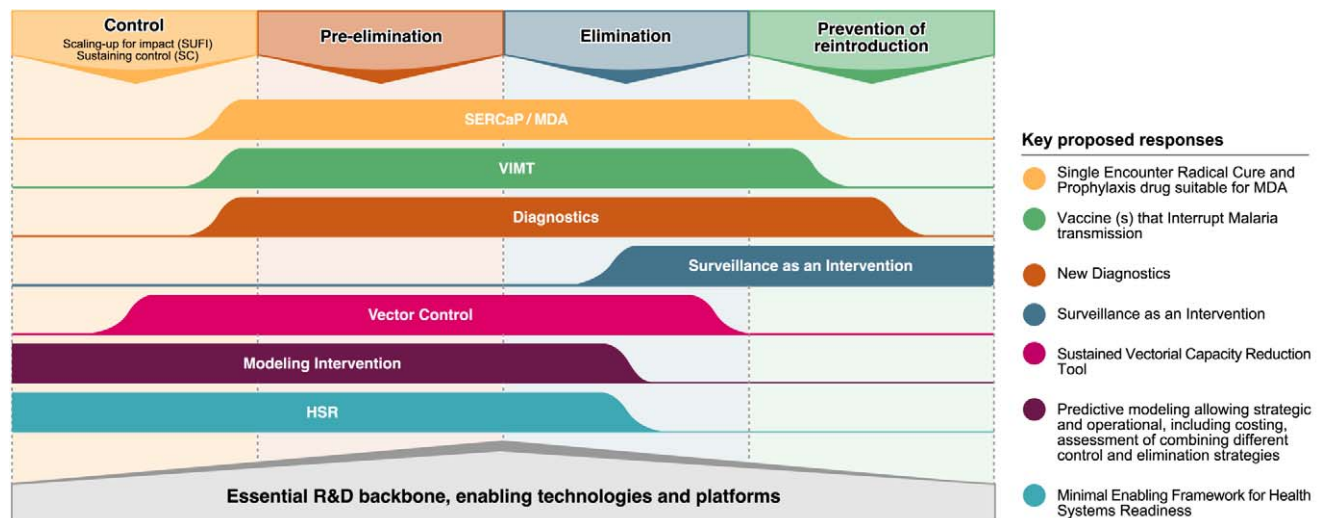 Control
Scaling-up for impact (SUFI)
Sustaining control (SC)
Pre-elimination
Elimination
Prevention of
reintroduction
SERCaP / MDA
VIMT
Diagnostics
Surveillance as an Intervention
Vector Control
Modeling Intervention
HSR
Essential R&D backbone, enabling technologies and platforms
Key proposed responses
Single Encounter Radical Cure and
Prophylaxis drug suitable for MDA
Vaccine (s) that Interrupt Malaria
transmission
New Diagnostics
Surveillance as an Intervention
Sustained Vectorial Capacity Reduction
Tool
Predictive modeling allowing strategic
and operational, including costing,
assessment of combining different
control and elimination strategies
Minimal Enabling Framework for Health
Systems Readiness